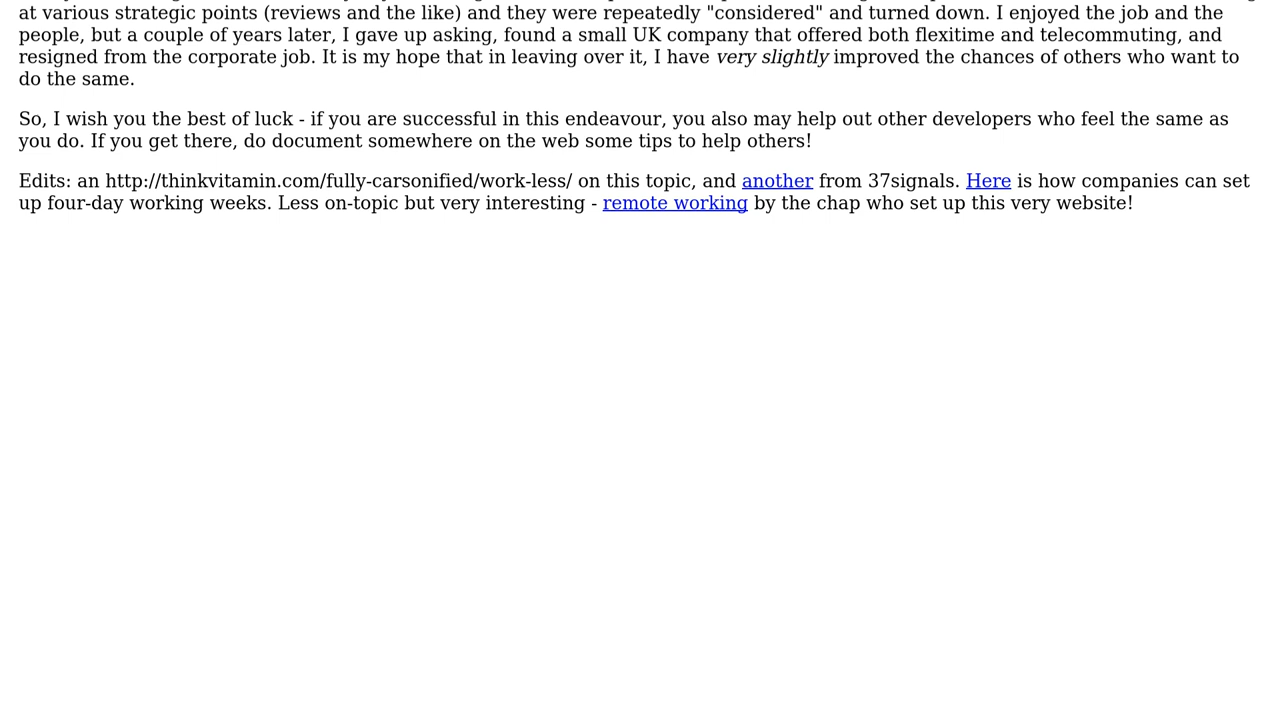 at various strategic points (reviews and the like) and they were repeatedly "considered" and turned down. I enjoyed the job and the
people, but a couple of years later, I gave up asking, found a small UK company that offered both flexitime and telecommuting, and
resigned from the corporate job. It is my hope that in leaving over it, I have very slightly improved the chances of others who want to
do the same.
So, I wish you the best of luck - if you are successful in this endeavour, you also may help out other developers who feel the same as
you do. If you get there, do document somewhere on the web some tips to help others!
Edits: an http://thinkvitamin.com/fully-carsonified/work-less/ on this topic, and another from 37signals. Here is how companies can set
up four-day working weeks. Less on-topic but very interesting - remote working by the chap who set up this very website!